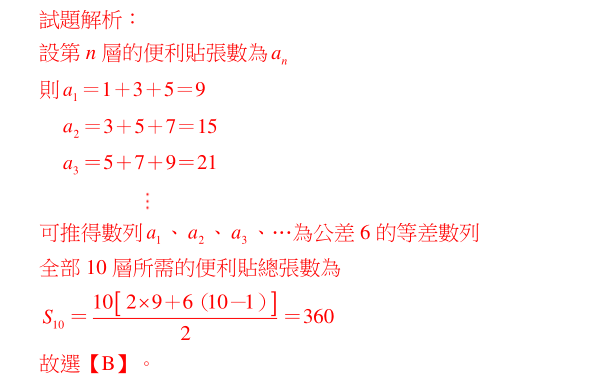 試題解析：
設第 n 層的便利貼張數為 aₙ
則 a₁＝1＋3＋5＝9
a₂＝3＋5＋7＝15
a₃＝5＋7＋9＝21
⋮
可推得數列 a₁、a₂、a₃、⋯為公差 6 的等差數列
全部 10 層所需的便利貼總張數為
S₁₀＝10[2×9＋6（10－1）]/2＝360
故選【B】。